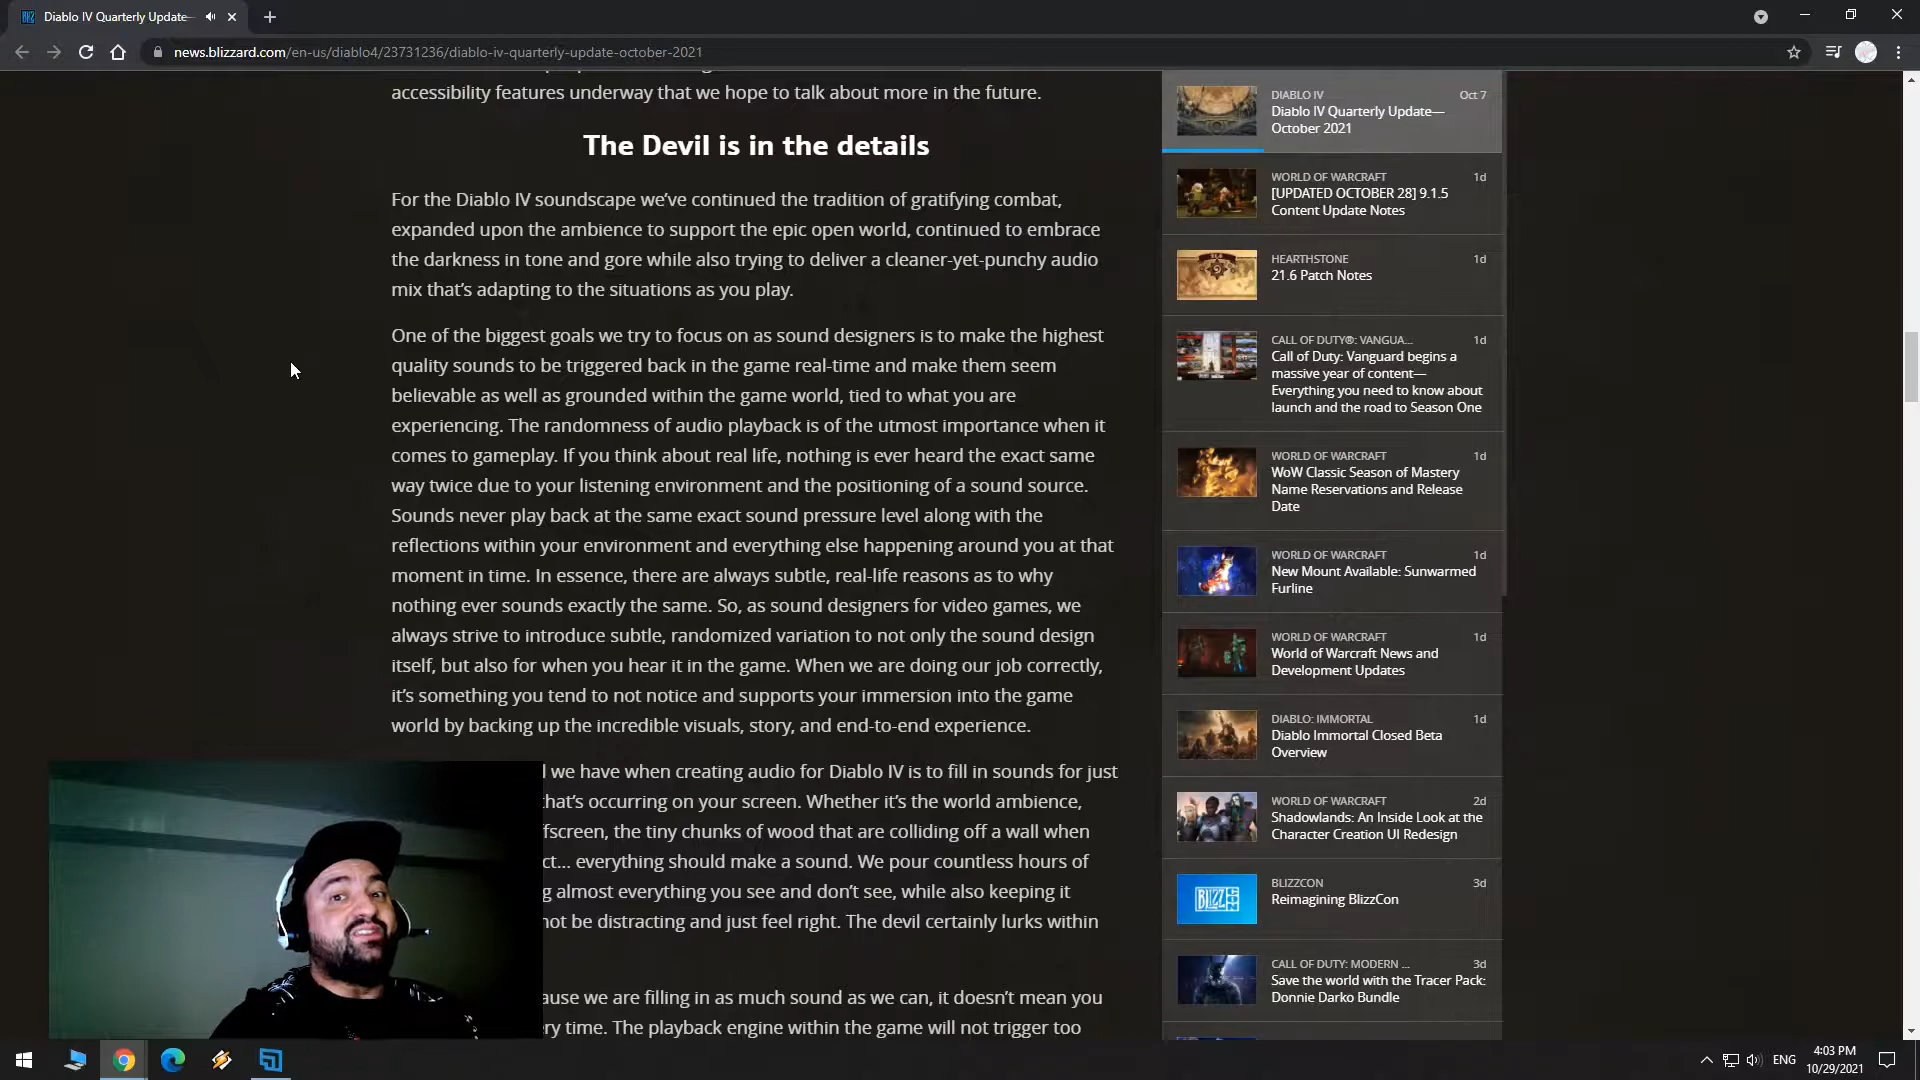 Diablo IV Quarterly Update
news.blizzard.com/en-us/diablo4/23731236/diablo-iv-quarterly-update-october-2021
accessibility features underway that we hope to talk about more in the future.
The Devil is in the details
For the Diablo IV soundscape we've continued the tradition of gratifying combat,
expanded upon the ambience to support the epic open world, continued to embrace
the darkness in tone and gore while also trying to deliver a cleaner-yet-punchy audio
mix that's adapting to the situations as you play.
One of the biggest goals we try to focus on as sound designers is to make the highest
quality sounds to be triggered back in the game real-time and make them seem
believable as well as grounded within the game world, tied to what you are
experiencing. The randomness of audio playback is of the utmost importance when it
comes to gameplay. If you think about real life, nothing is ever heard the exact same
way twice due to your listening environment and the positioning of a sound source.
Sounds never play back at the same exact sound pressure level along with the
reflections within your environment and everything else happening around you at that
moment in time. In essence, there are always subtle, real-life reasons as to why
nothing ever sounds exactly the same. So, as sound designers for video games, we
always strive to introduce subtle, randomized variation to not only the sound design
itself, but also for when you hear it in the game. When we are doing our job correctly,
it's something you tend to not notice and supports your immersion into the game
world by backing up the incredible visuals, story, and end-to-end experience.
we have when creating audio for Diablo IV is to fill in sounds for just
that's occurring on your screen. Whether it's the world ambience,
the tiny chunks of wood that are colliding off a wall when
everything should make a sound. We pour countless hours of
almost everything you see and don't see, while also keeping it
not be distracting and just feel right. The devil certainly lurks within
we are filling in as much sound as we can, it doesn't mean you
time. The playback engine within the game will not trigger too
DIABLO IV Oct 7
Diablo IV Quarterly Update—
October 2021
WORLD OF WARCRAFT 1d
[UPDATED OCTOBER 28] 9.1.5
Content Update Notes
HEARTHSTONE 1d
21.6 Patch Notes
CALL OF DUTY®: VANGUA... 1d
Call of Duty: Vanguard begins a
massive year of content—
Everything you need to know about
launch and the road to Season One
WORLD OF WARCRAFT 1d
WoW Classic Season of Mastery
Name Reservations and Release
Date
WORLD OF WARCRAFT 1d
New Mount Available: Sunwarmed
Furline
WORLD OF WARCRAFT 1d
World of Warcraft News and
Development Updates
DIABLO: IMMORTAL 1d
Diablo Immortal Closed Beta
Overview
WORLD OF WARCRAFT 2d
Shadowlands: An Inside Look at the
Character Creation UI Redesign
BLIZZCON 3d
Reimagining BlizzCon
CALL OF DUTY: MODERN ... 3d
Save the world with the Tracer Pack:
Donnie Darko Bundle
ENG
4:03 PM
10/29/2021